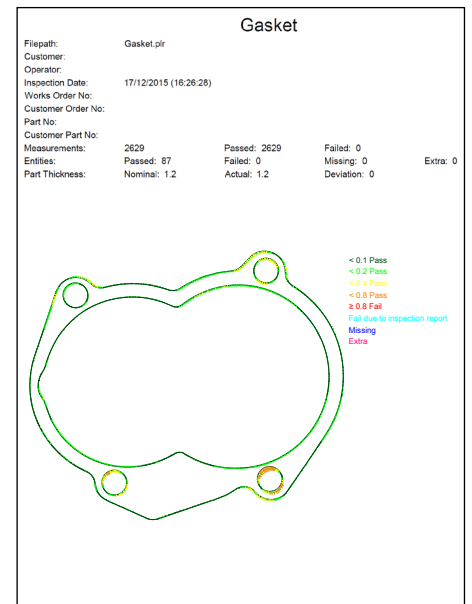 Gasket
Filepath: Gasket.plr
Customer:
Operator:
Inspection Date: 17/12/2015 (16:26:28)
Works Order No:
Customer Order No:
Part No:
Customer Part No:
Measurements: 2629 Passed: 2629 Failed: 0
Entities: Passed: 87 Failed: 0 Missing: 0 Extra: 0
Part Thickness: Nominal: 1.2 Actual: 1.2 Deviation: 0
< 0.1 Pass
< 0.2 Pass
< 0.4 Pass
< 0.8 Pass
≥ 0.8 Fail
Fail due to inspection report
Missing
Extra